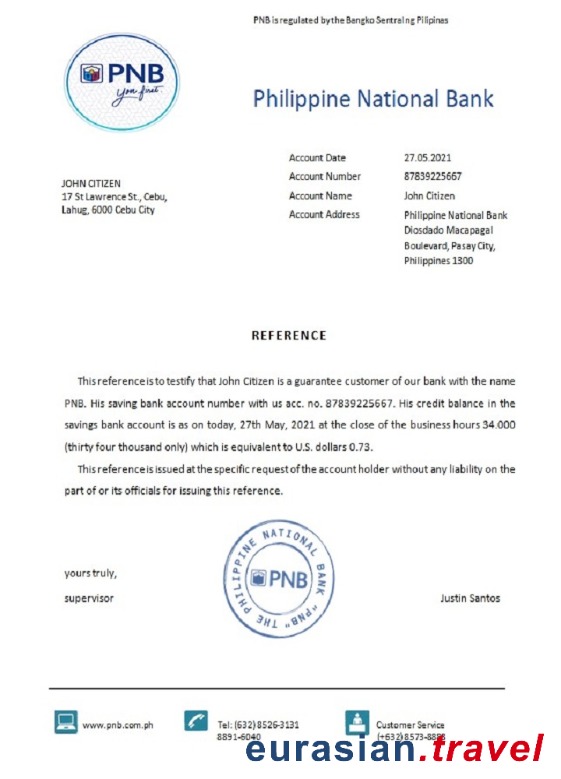 PNB is regulated by the Bangko Sentralng Pilipinas
PNB
You first
Philippine National Bank
JOHN CITIZEN
17 St Lawrence St., Cebu,
Lahug, 6000 Cebu City
Account Date 27.05.2021
Account Number 87839225667
Account Name John Citizen
Account Address Philippine National Bank
Diosdado Macapagal
Boulevard, Pasay City,
Philippines 1300
REFERENCE
This reference is to testify that John Citizen is a guarantee customer of our bank with the name
PNB. His saving bank account number with us acc. no. 87839225667. His credit balance in the
savings bank account is as on today, 27th May, 2021 at the close of the business hours 34.000
(thirty four thousand only) which is equivalent to U.S. dollars 0.73.
This reference is issued at the specific request of the account holder without any liability on the
part of or its officials for issuing this reference.
THE PHILIPPINE NATIONAL BANK "PNB"
PNB
yours truly,
supervisor
Justin Santos
www.pnb.com.ph
Tel: (632)8526-3131
8891-6040
Customer Service
(+632)8573-8888
eurasian.travel